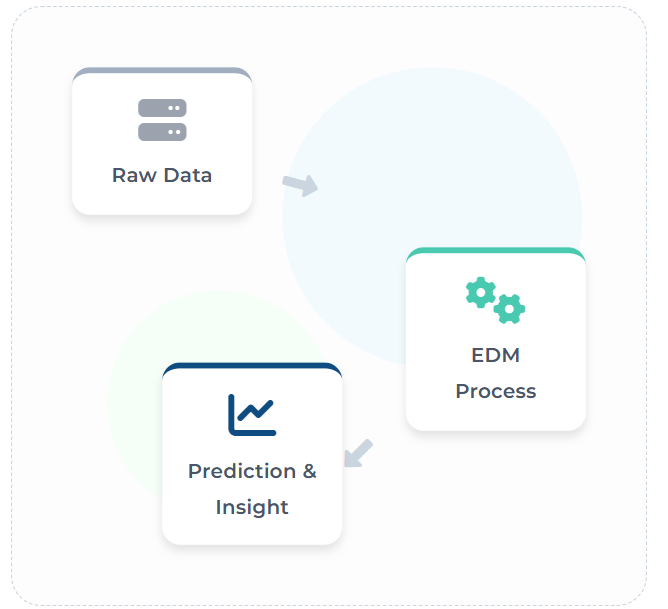 Raw Data
EDM
Process
Prediction &
Insight